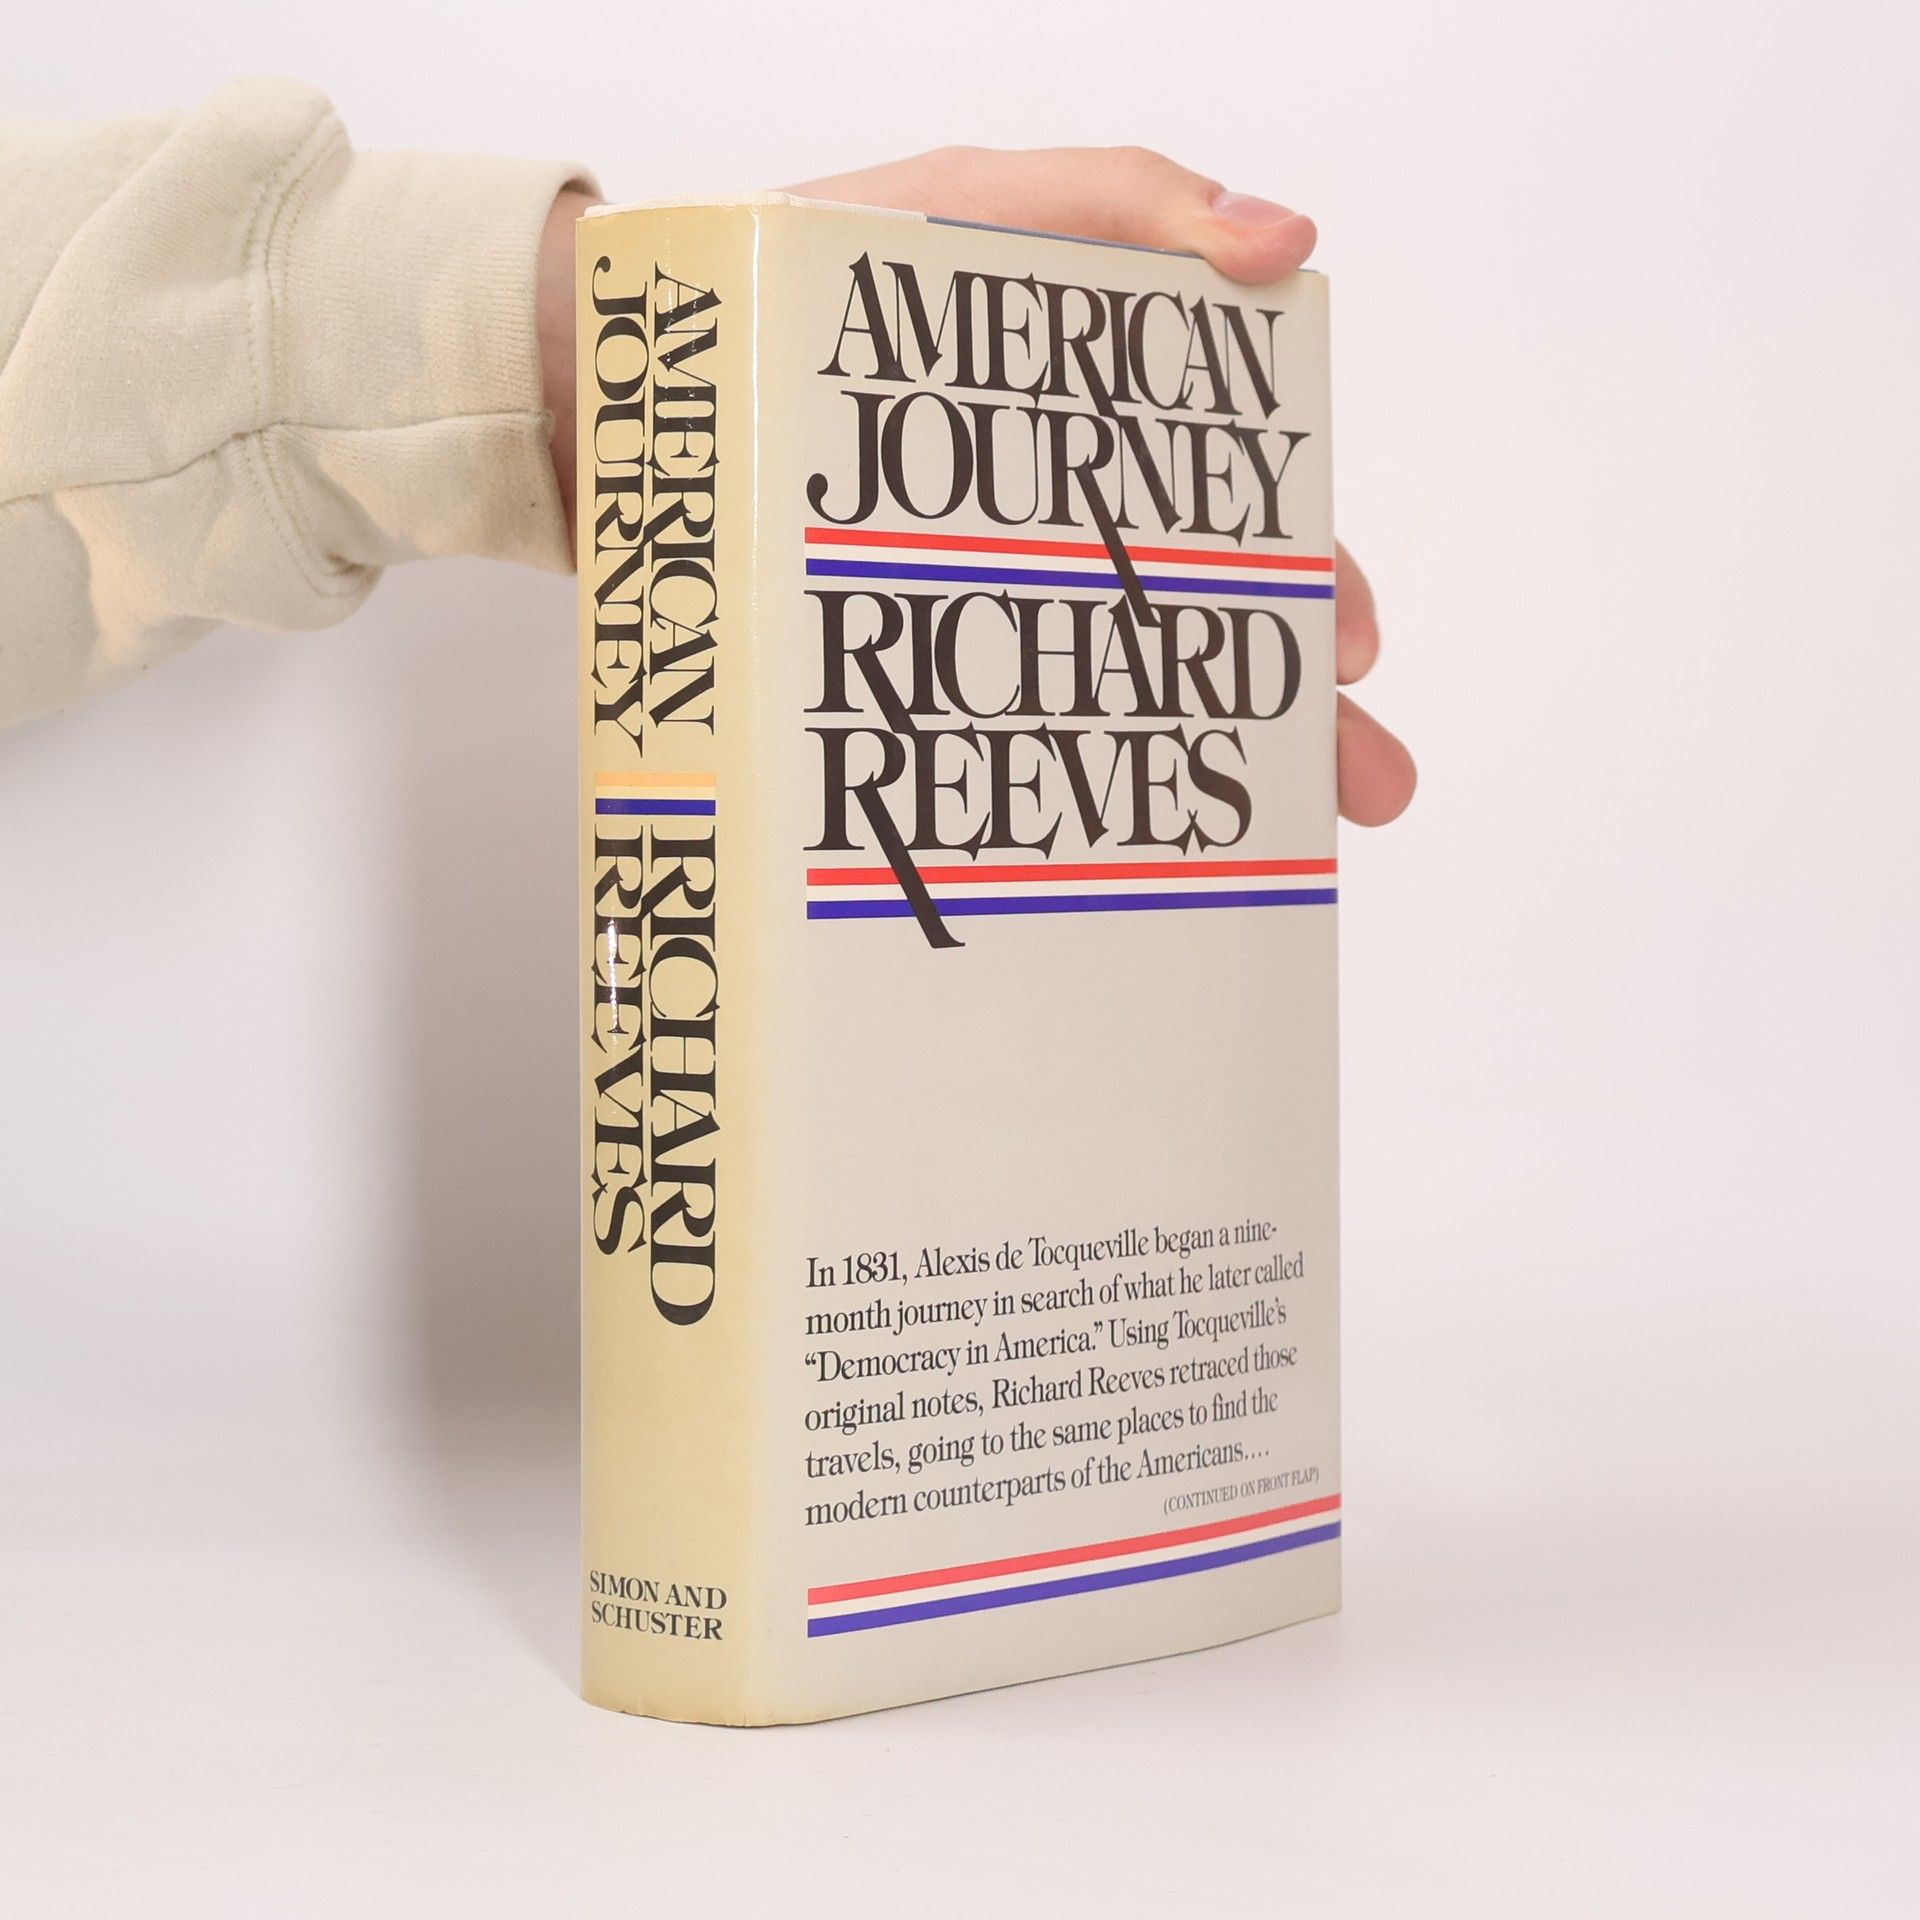 AMERICAN
JOURNEY
RICHARD
REEVES
SIMON AND
SCHUSTER
AMERICAN
JOURNEY
RICHARD
REEVES
In 1831, Alexis de Tocqueville began a nine-
month journey in search of what he later called
“Democracy in America.” Using Tocqueville’s
original notes, Richard Reeves retraced those
travels, going to the same places to find the
modern counterparts of the Americans....
(CONTINUED ON FRONT FLAP)